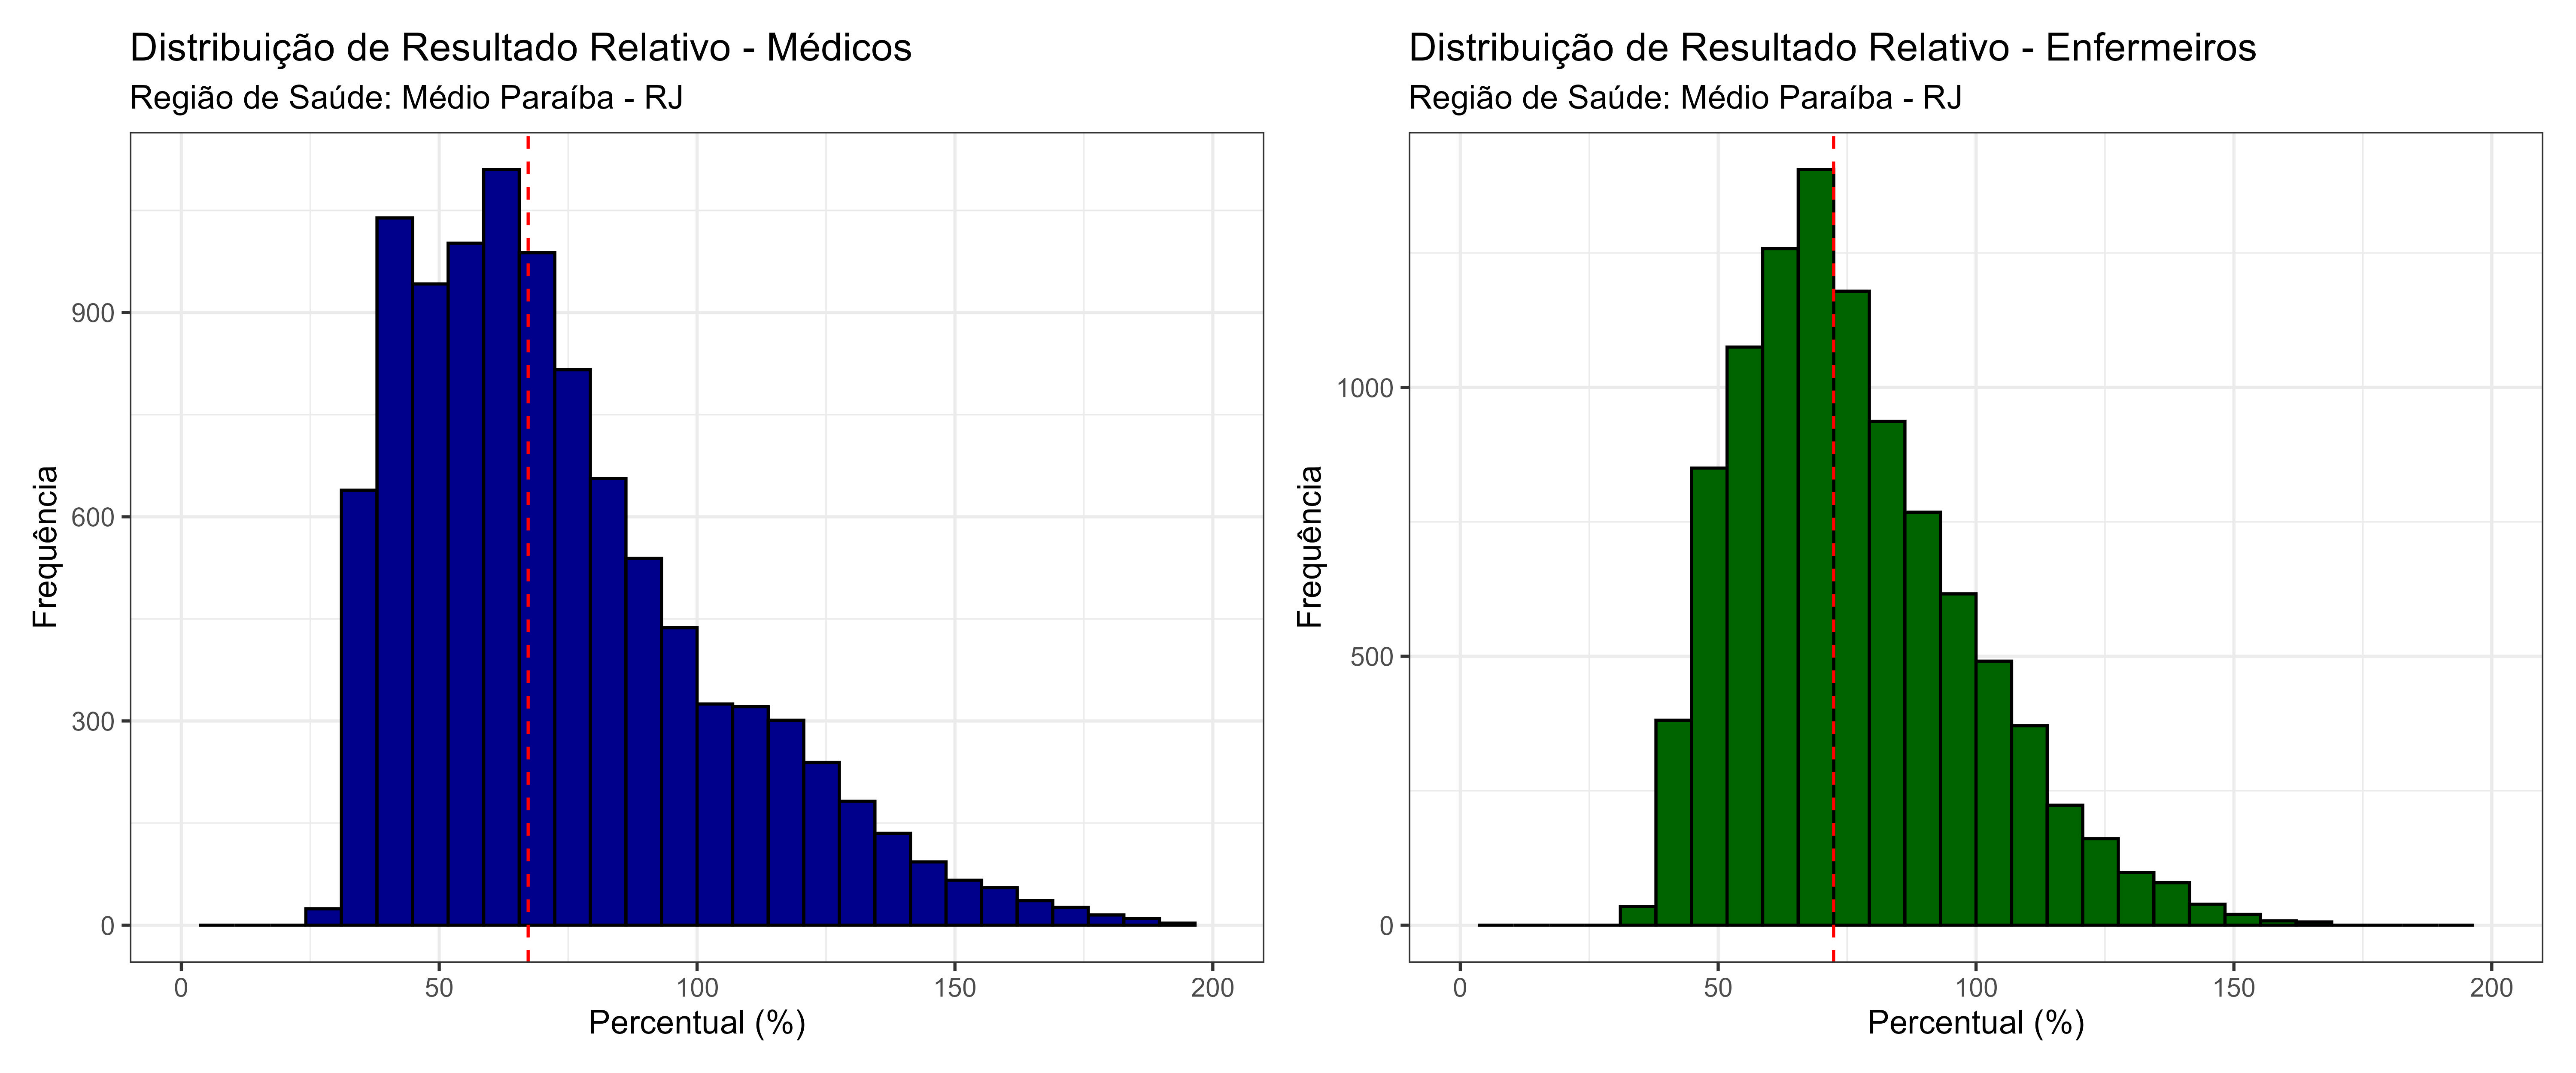 Distribuição de Resultado Relativo - Médicos
Região de Saúde: Médio Paraíba - RJ
Frequência
900
600
300
0
0 50 100 150 200
Percentual (%)
Distribuição de Resultado Relativo - Enfermeiros
Região de Saúde: Médio Paraíba - RJ
Frequência
1000
500
0
0 50 100 150 200
Percentual (%)